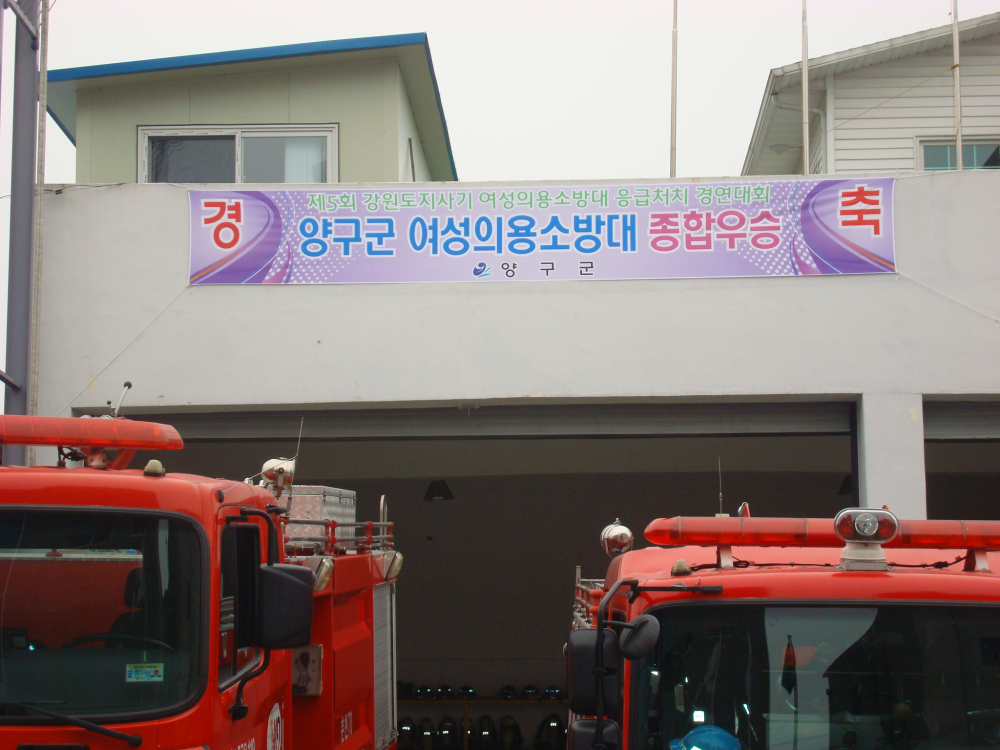 경
제5회 강원도지사기 여성의용소방대 응급처치 경연대회
양구군 여성의용소방대 종합우승
양구군
축